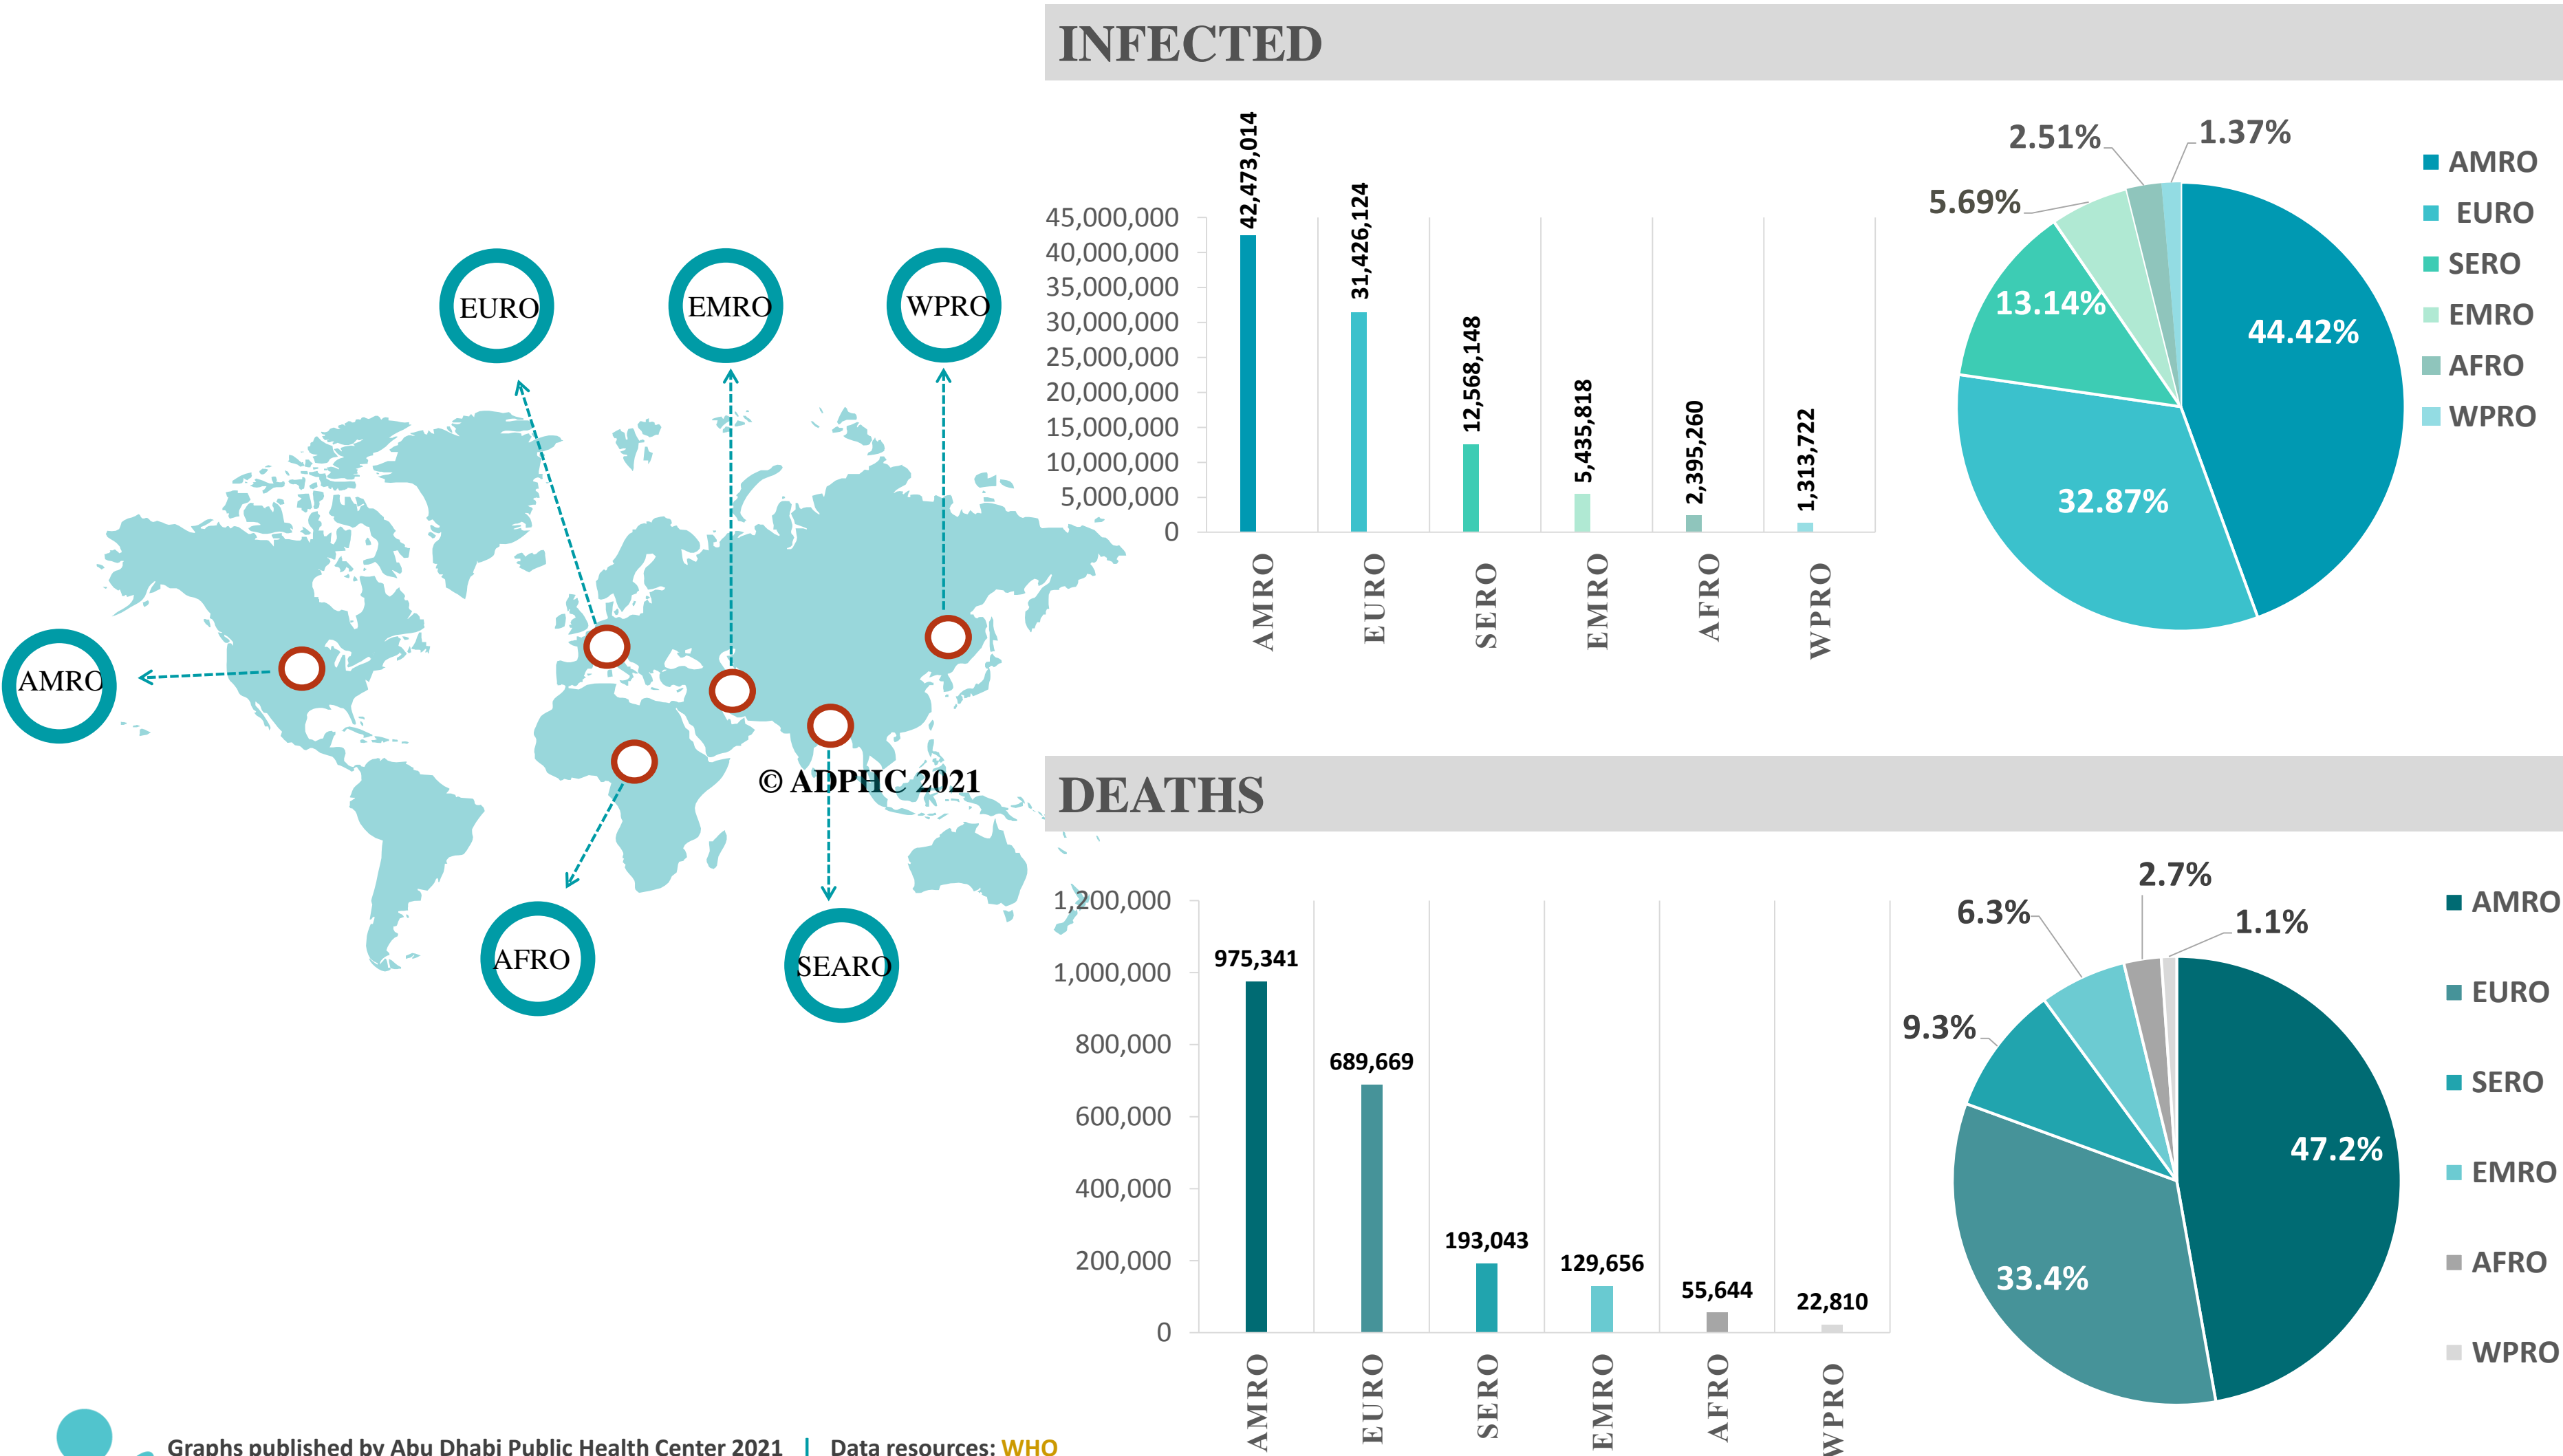 INFECTED
42,473,014
31,426,124
12,568,148
5,435,818
2,395,260
1,313,722
45,000,000
40,000,000
35,000,000
30,000,000
25,000,000
20,000,000
15,000,000
10,000,000
5,000,000
0
AMRO
EURO
SERO
EMRO
AFRO
WPRO
2.51%
1.37%
5.69%
13.14%
44.42%
32.87%
AMRO
EURO
SERO
EMRO
AFRO
WPRO
EURO
EMRO
WPRO
AMRO
© ADPHC 2021
AFRO
SEARO
DEATHS
1,200,000
1,000,000
800,000
600,000
400,000
200,000
0
975,341
689,669
193,043
129,656
55,644
22,810
AMRO
EURO
SERO
EMRO
AFRO
WPRO
2.7%
6.3%
1.1%
9.3%
47.2%
33.4%
AMRO
EURO
SERO
EMRO
AFRO
WPRO
Graphs published by Abu Dhabi Public Health Center 2021 | Data resources: WHO